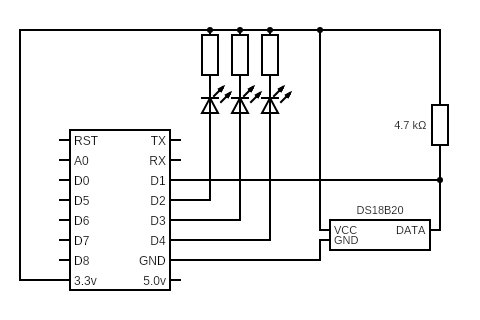 4.7 kΩ
RST TX
A0 RX
D0 D1
D5 D2
D6 D3
D7 D4
D8 GND
3.3v 5.0v
DS18B20
VCC DATA
GND